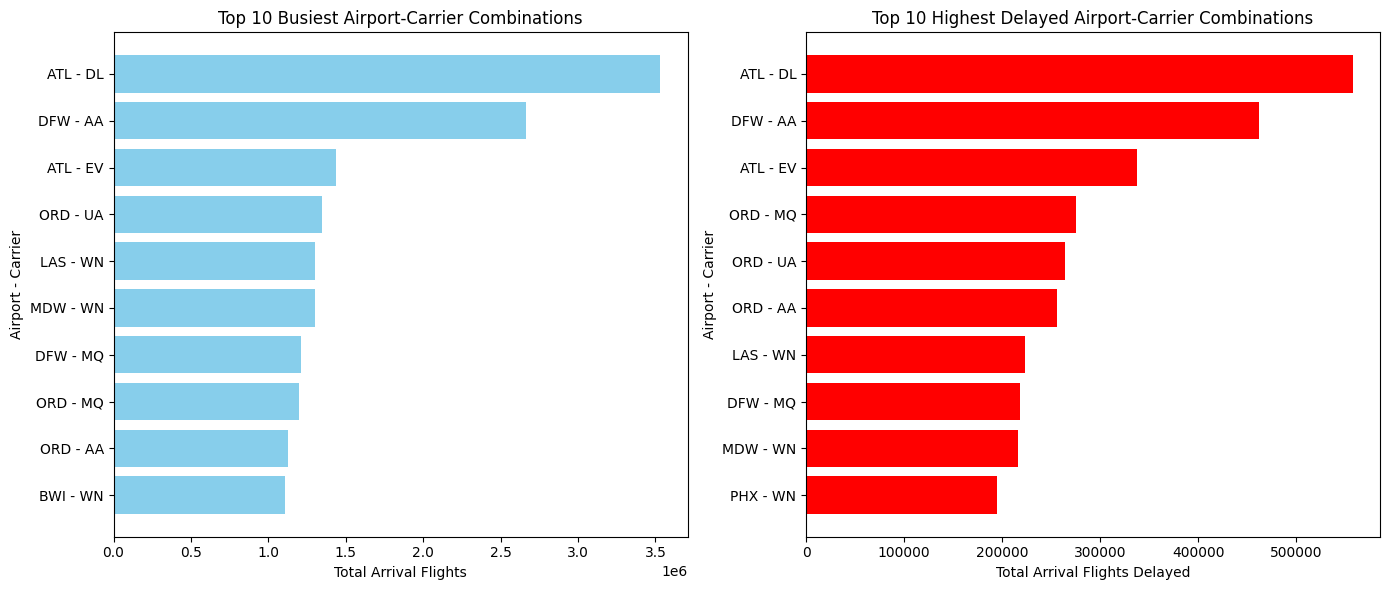 Top 10 Busiest Airport-Carrier Combinations
Airport - Carrier
ATL - DL
DFW - AA
ATL - EV
ORD - UA
LAS - WN
MDW - WN
DFW - MQ
ORD - MQ
ORD - AA
BWI - WN
0.0 0.5 1.0 1.5 2.0 2.5 3.0 3.5
1e6
Total Arrival Flights
Top 10 Highest Delayed Airport-Carrier Combinations
Airport - Carrier
ATL - DL
DFW - AA
ATL - EV
ORD - MQ
ORD - UA
ORD - AA
LAS - WN
DFW - MQ
MDW - WN
PHX - WN
0 100000 200000 300000 400000 500000
Total Arrival Flights Delayed